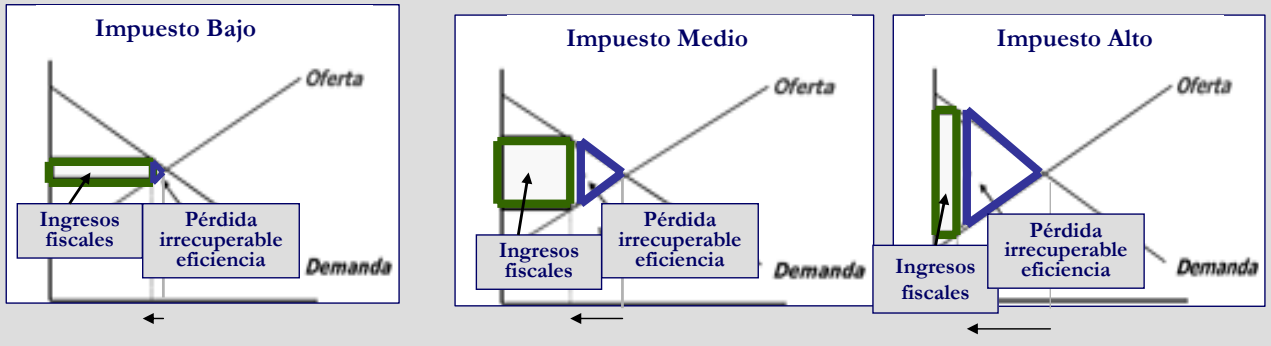 Impuesto Bajo
Oferta
Ingresos
fiscales
Pérdida
irrecuperable
eficiencia
Demanda
Impuesto Medio
Oferta
Ingresos
fiscales
Pérdida
irrecuperable
eficiencia
Demanda
Impuesto Alto
Oferta
Ingresos
fiscales
Pérdida
irrecuperable
eficiencia
Demanda